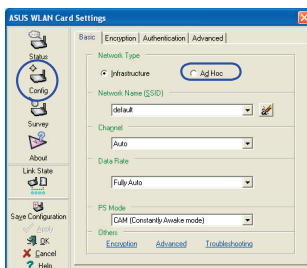 ASUS WLAN Card Settings
Status
Config
Survey
About
Link State
Save Configuration
Apply
OK
Cancel
Help
Basic
Encryption
Authentication
Advanced
Network Type
Infrastructure
Ad Hoc
Network Name (SSID)
default
Channel
Auto
Data Rate
Fully Auto
PS Mode
CAM (Constantly Awake mode)
Others
Encryption
Advanced
Troubleshooting